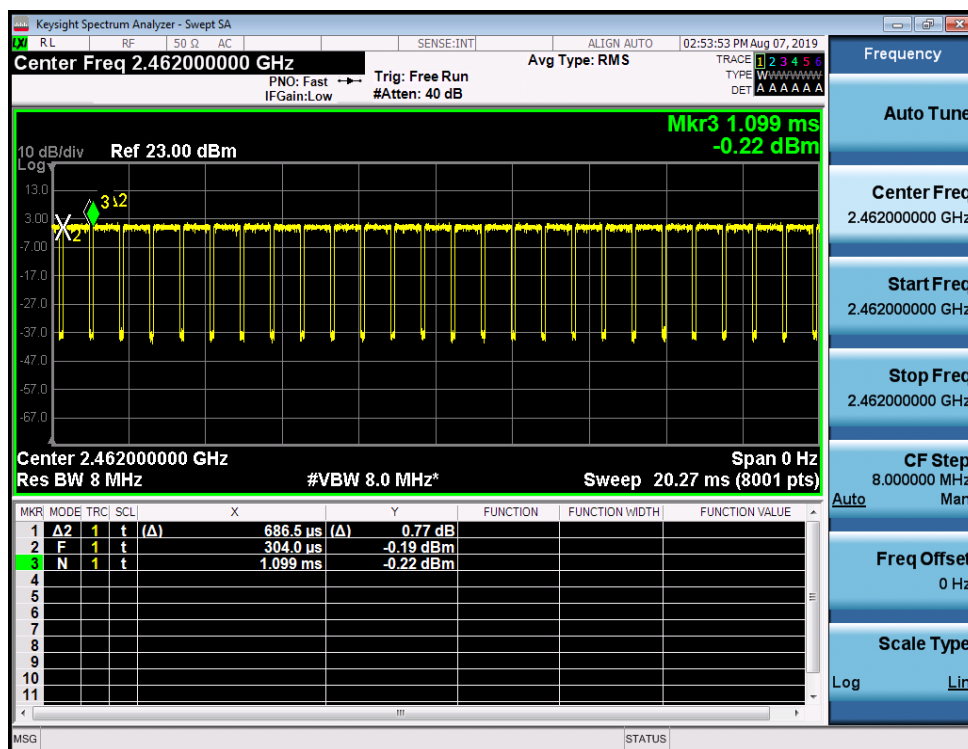 Keysight Spectrum Analyzer - Swept SA
LXI RL RF 50 Ω AC SENSE:INT ALIGN AUTO 02:53:53 PM Aug 07, 2019
Center Freq 2.462000000 GHz
PNO: Fast
IFGain:Low
Trig: Free Run
#Atten: 40 dB
Avg Type: RMS
TRACE 1 2 3 4 5 6
TYPE WWWWWW
DET A A A A A A
Mkr3 1.099 ms
-0.22 dBm
10 dB/div Ref 23.00 dBm
Log
13.0
3.00
-7.00
-17.0
-27.0
-37.0
-47.0
-57.0
-67.0
X2
3 Δ2
Center 2.462000000 GHz Span 0 Hz
Res BW 8 MHz #VBW 8.0 MHz* Sweep 20.27 ms (8001 pts)
MKR MODE TRC SCL X Y FUNCTION FUNCTION WIDTH FUNCTION VALUE
1 Δ2 1 t (Δ) 686.5 µs (Δ) 0.77 dB
2 F 1 t 304.0 µs -0.19 dBm
3 N 1 t 1.099 ms -0.22 dBm
4
5
6
7
8
9
10
11
MSG STATUS
Frequency
Auto Tune
Center Freq
2.462000000 GHz
Start Freq
2.462000000 GHz
Stop Freq
2.462000000 GHz
CF Step
8.000000 MHz
Auto Man
Freq Offset
0 Hz
Scale Type
Log Lin